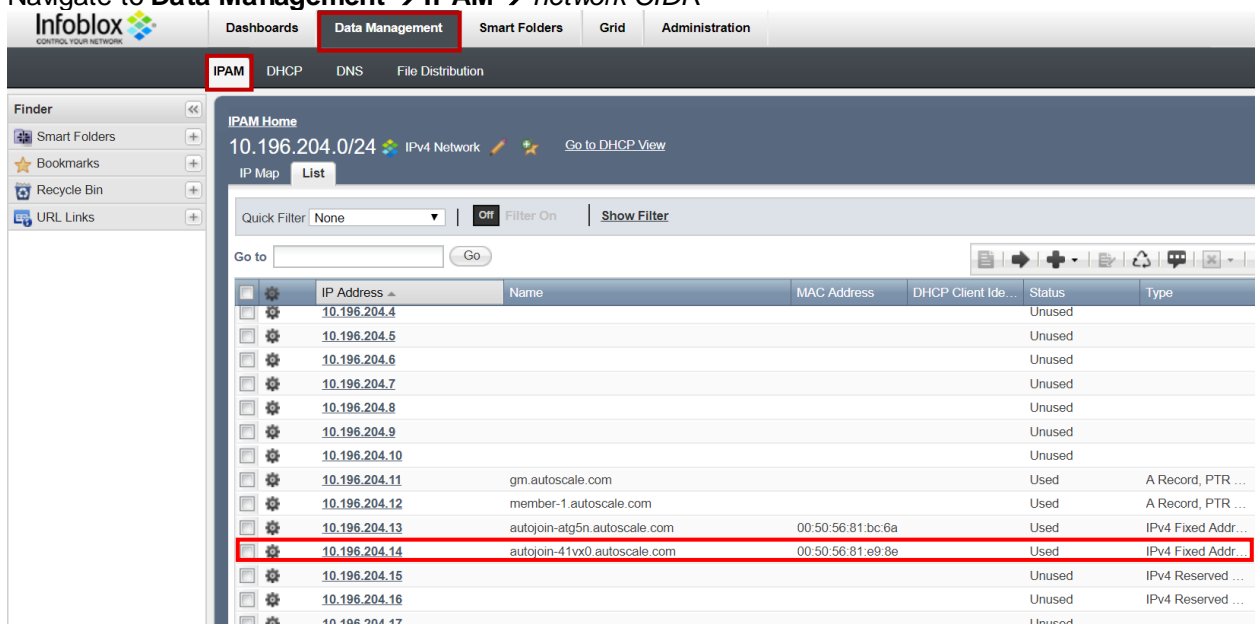 Navigate to Data Management → IPAM → network CIDR
Infoblox
CONTROL YOUR NETWORK
Dashboards Data Management Smart Folders Grid Administration
IPAM DHCP DNS File Distribution
Finder
Smart Folders
Bookmarks
Recycle Bin
URL Links
IPAM Home
10.196.204.0/24 IPv4 Network Go to DHCP View
IP Map List
Quick Filter None Off Filter On Show Filter
Go to Go
IP Address Name MAC Address DHCP Client Ide... Status Type
10.196.204.4 Unused
10.196.204.5 Unused
10.196.204.6 Unused
10.196.204.7 Unused
10.196.204.8 Unused
10.196.204.9 Unused
10.196.204.10 Unused
10.196.204.11 gm.autoscale.com Used A Record, PTR ...
10.196.204.12 member-1.autoscale.com Used A Record, PTR ...
10.196.204.13 autojoin-atg5n.autoscale.com 00:50:56:81:bc:6a Used IPv4 Fixed Addr...
10.196.204.14 autojoin-41vx0.autoscale.com 00:50:56:81:e9:8e Used IPv4 Fixed Addr...
10.196.204.15 Unused IPv4 Reserved ...
10.196.204.16 Unused IPv4 Reserved ...
10.196.204.17 Unused